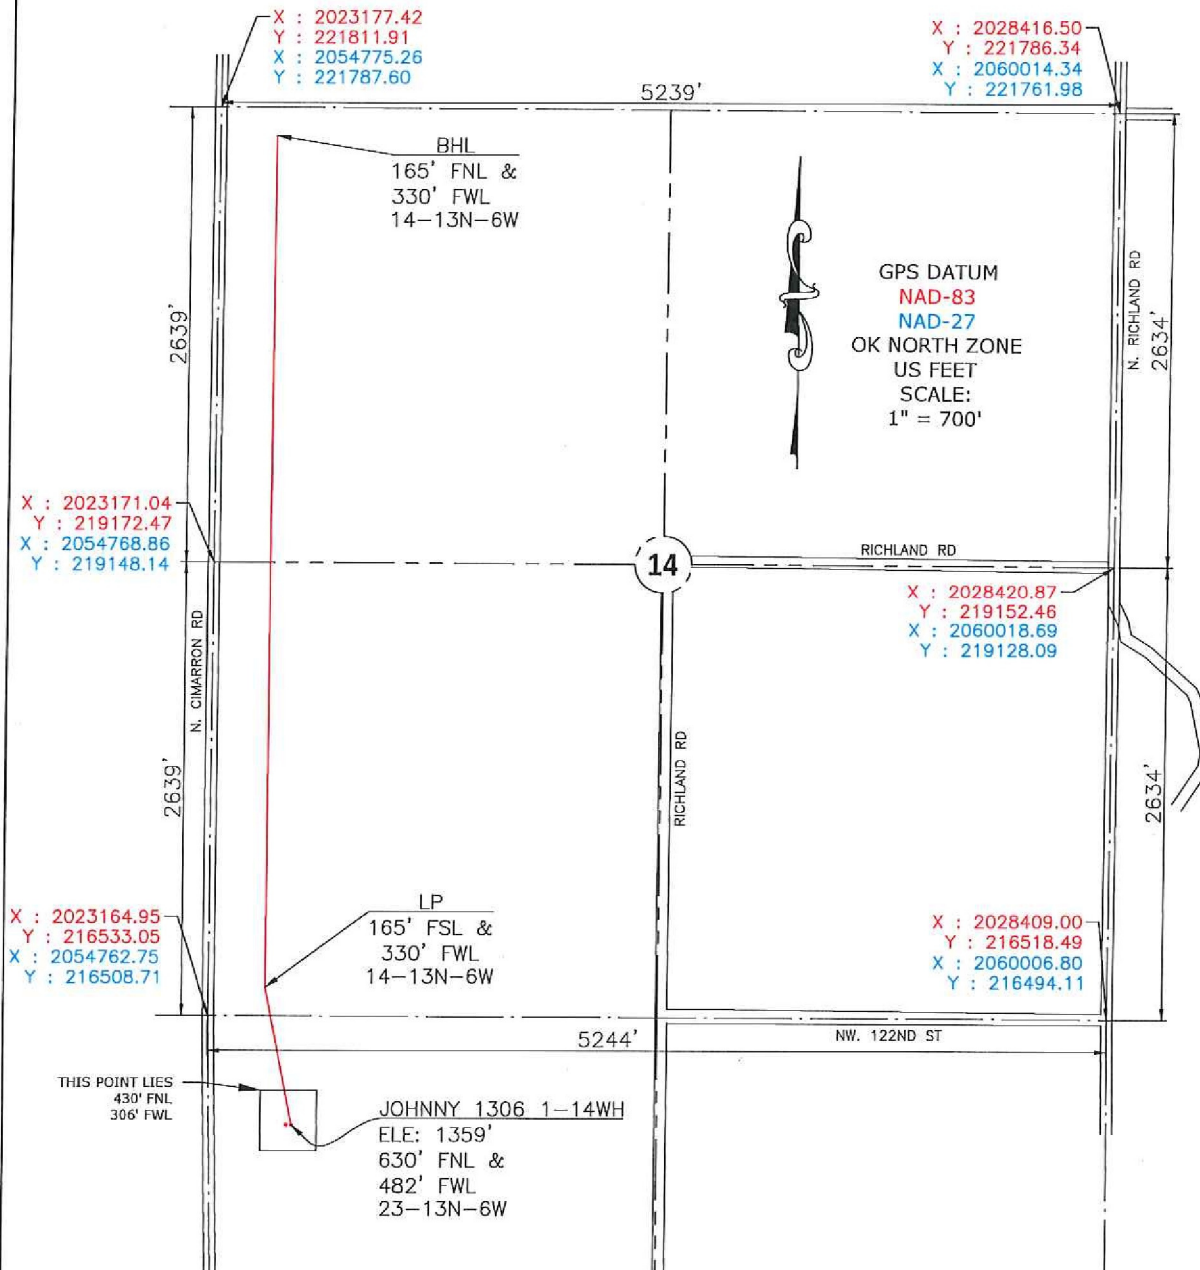 X : 2023177.42
Y : 221811.91
X : 2054775.26
Y : 221787.60
X : 2028416.50
Y : 221786.34
X : 2060014.34
Y : 221761.98
5239'
BHL
165' FNL &
330' FWL
14-13N-6W
GPS DATUM
NAD-83
NAD-27
OK NORTH ZONE
US FEET
SCALE:
1" = 700'
2639'
N. RICHLAND RD
2634'
X : 2023171.04
Y : 219172.47
X : 2054768.86
Y : 219148.14
14
RICHLAND RD
X : 2028420.87
Y : 219152.46
X : 2060018.69
Y : 219128.09
N. CIMARRON RD
2639'
RICHLAND RD
2634'
LP
165' FSL &
330' FWL
14-13N-6W
X : 2023164.95
Y : 216533.05
X : 2054762.75
Y : 216508.71
X : 2028409.00
Y : 216518.49
X : 2060006.80
Y : 216494.11
5244'
NW. 122ND ST
THIS POINT LIES
430' FNL
306' FWL
JOHNNY 1306 1-14WH
ELE: 1359'
630' FNL &
482' FWL
23-13N-6W